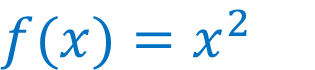 f(x) = x²